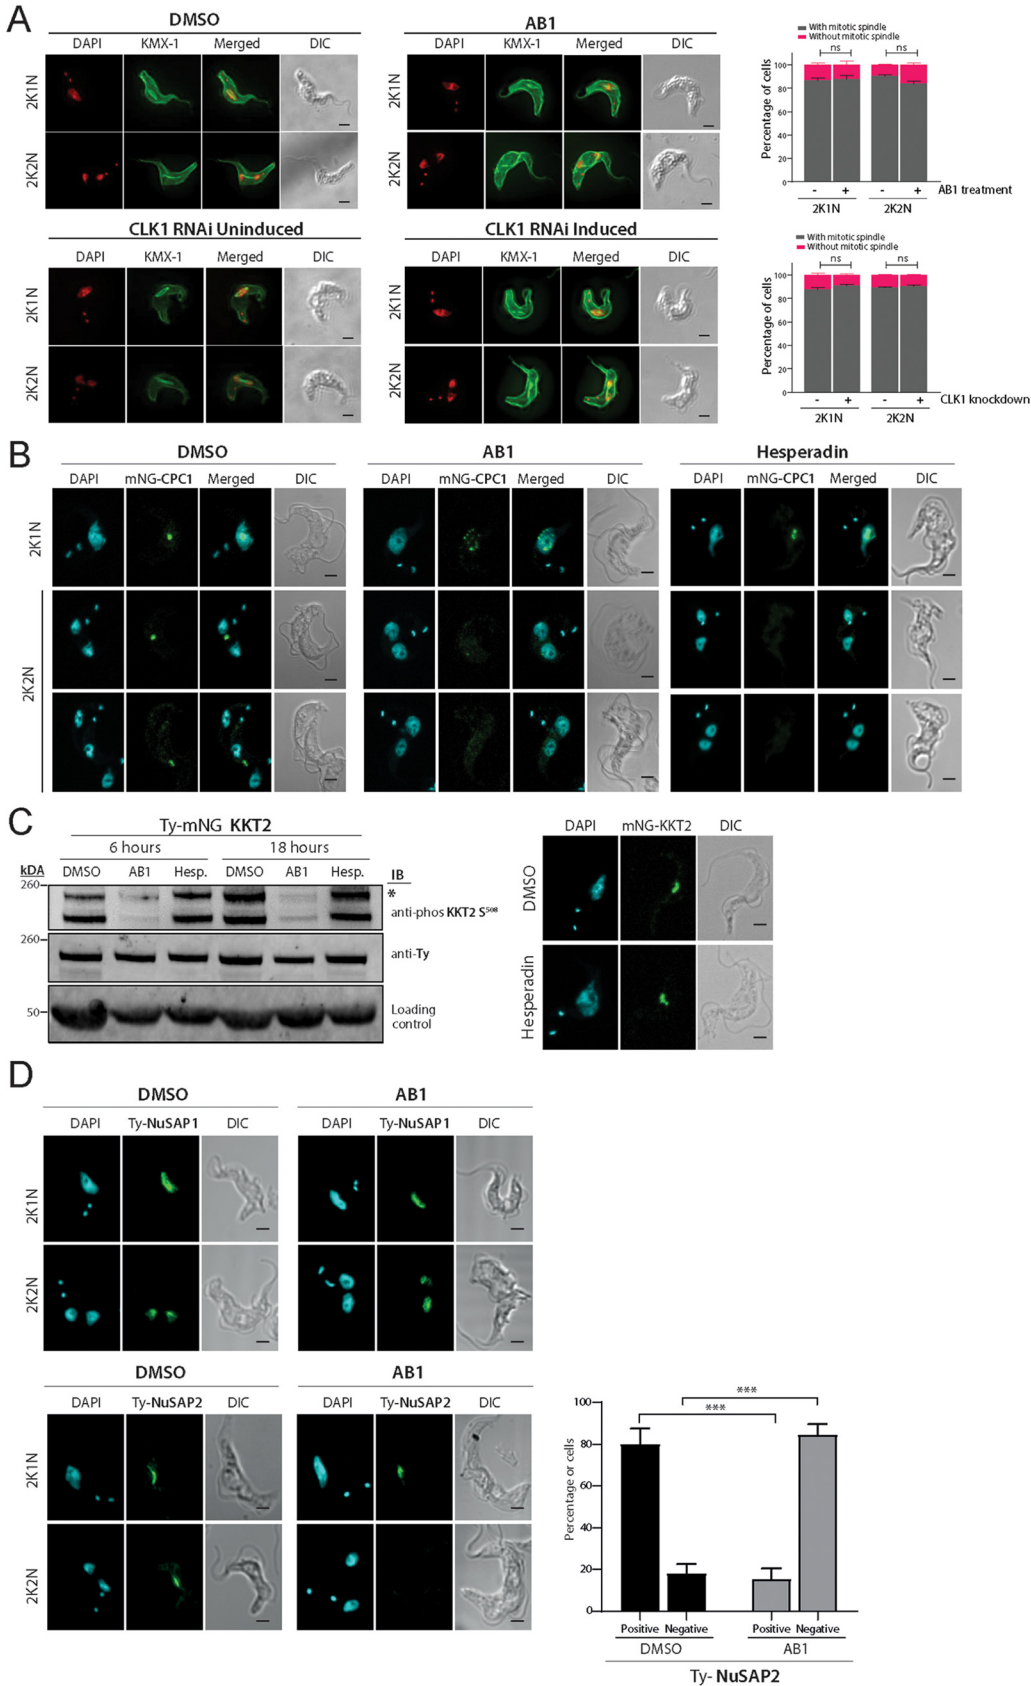 A
DMSO
DAPI KMX-1 Merged DIC
2K1N
2K2N
AB1
DAPI KMX-1 Merged DIC
2K1N
2K2N
With mitotic spindle
Without mitotic spindle
ns ns
Percentage of cells
100
80
60
40
20
0
- + - + AB1 treatment
2K1N 2K2N
CLK1 RNAi Uninduced
DAPI KMX-1 Merged DIC
2K1N
2K2N
CLK1 RNAi Induced
DAPI KMX-1 Merged DIC
2K1N
2K2N
With mitotic spindle
Without mitotic spindle
ns ns
Percentage of cells
100
80
60
40
20
0
- + - + CLK1 knockdown
2K1N 2K2N
B
DMSO AB1 Hesperadin
DAPI mNG-CPC1 Merged DIC DAPI mNG-CPC1 Merged DIC DAPI mNG-CPC1 Merged DIC
2K1N
2K2N
C
Ty-mNG KKT2
6 hours 18 hours
kDA DMSO AB1 Hesp. DMSO AB1 Hesp. IB
260
*
anti-phos KKT2 S⁵⁰⁸
260
anti-Ty
50
Loading
control
DAPI mNG-KKT2 DIC
DMSO
Hesperadin
D
DMSO AB1
DAPI Ty-NuSAP1 DIC DAPI Ty-NuSAP1 DIC
2K1N
2K2N
DMSO AB1
DAPI Ty-NuSAP2 DIC DAPI Ty-NuSAP2 DIC
2K1N
2K2N
***
***
Percentage or cells
100
80
60
40
20
0
Positive Negative Positive Negative
DMSO AB1
Ty- NuSAP2